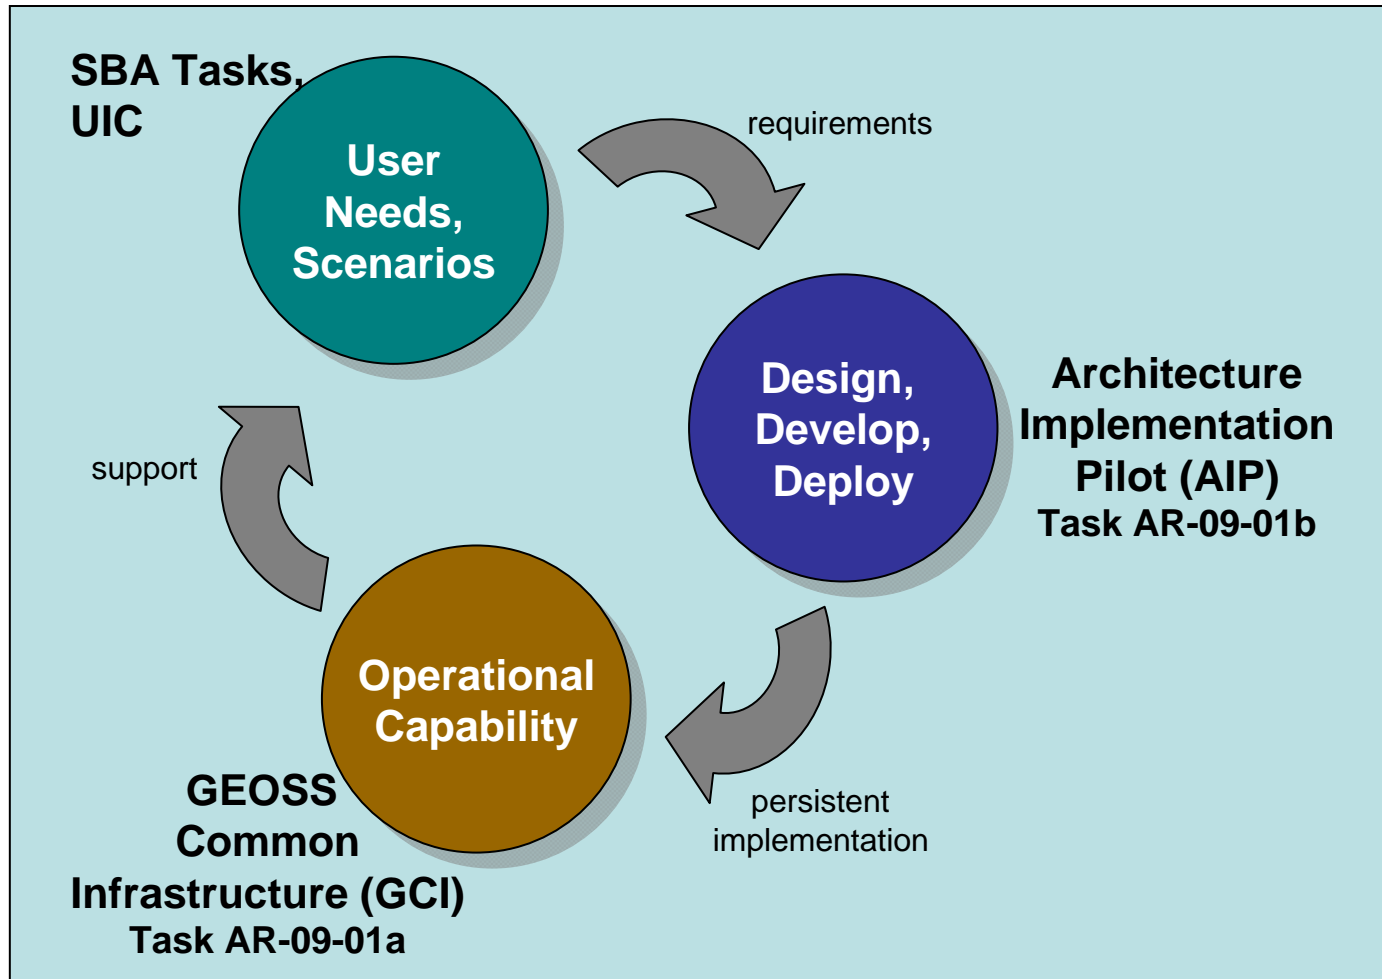 SBA Tasks,
UIC
User
Needs,
Scenarios
requirements
Design,
Develop,
Deploy
Architecture
Implementation
Pilot (AIP)
Task AR-09-01b
support
Operational
Capability
persistent
implementation
GEOSS
Common
Infrastructure (GCI)
Task AR-09-01a